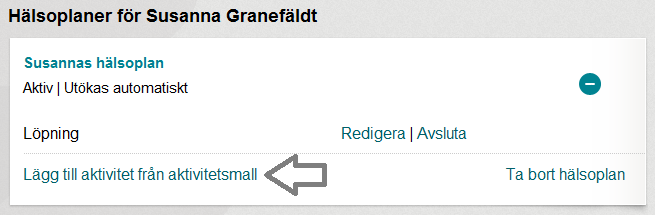 Hälsoplaner för Susanna Granefäldt
Susannas hälsoplan
Aktiv | Utökas automatiskt
Löpning Redigera | Avsluta
Lägg till aktivitet från aktivitetsmall Ta bort hälsoplan